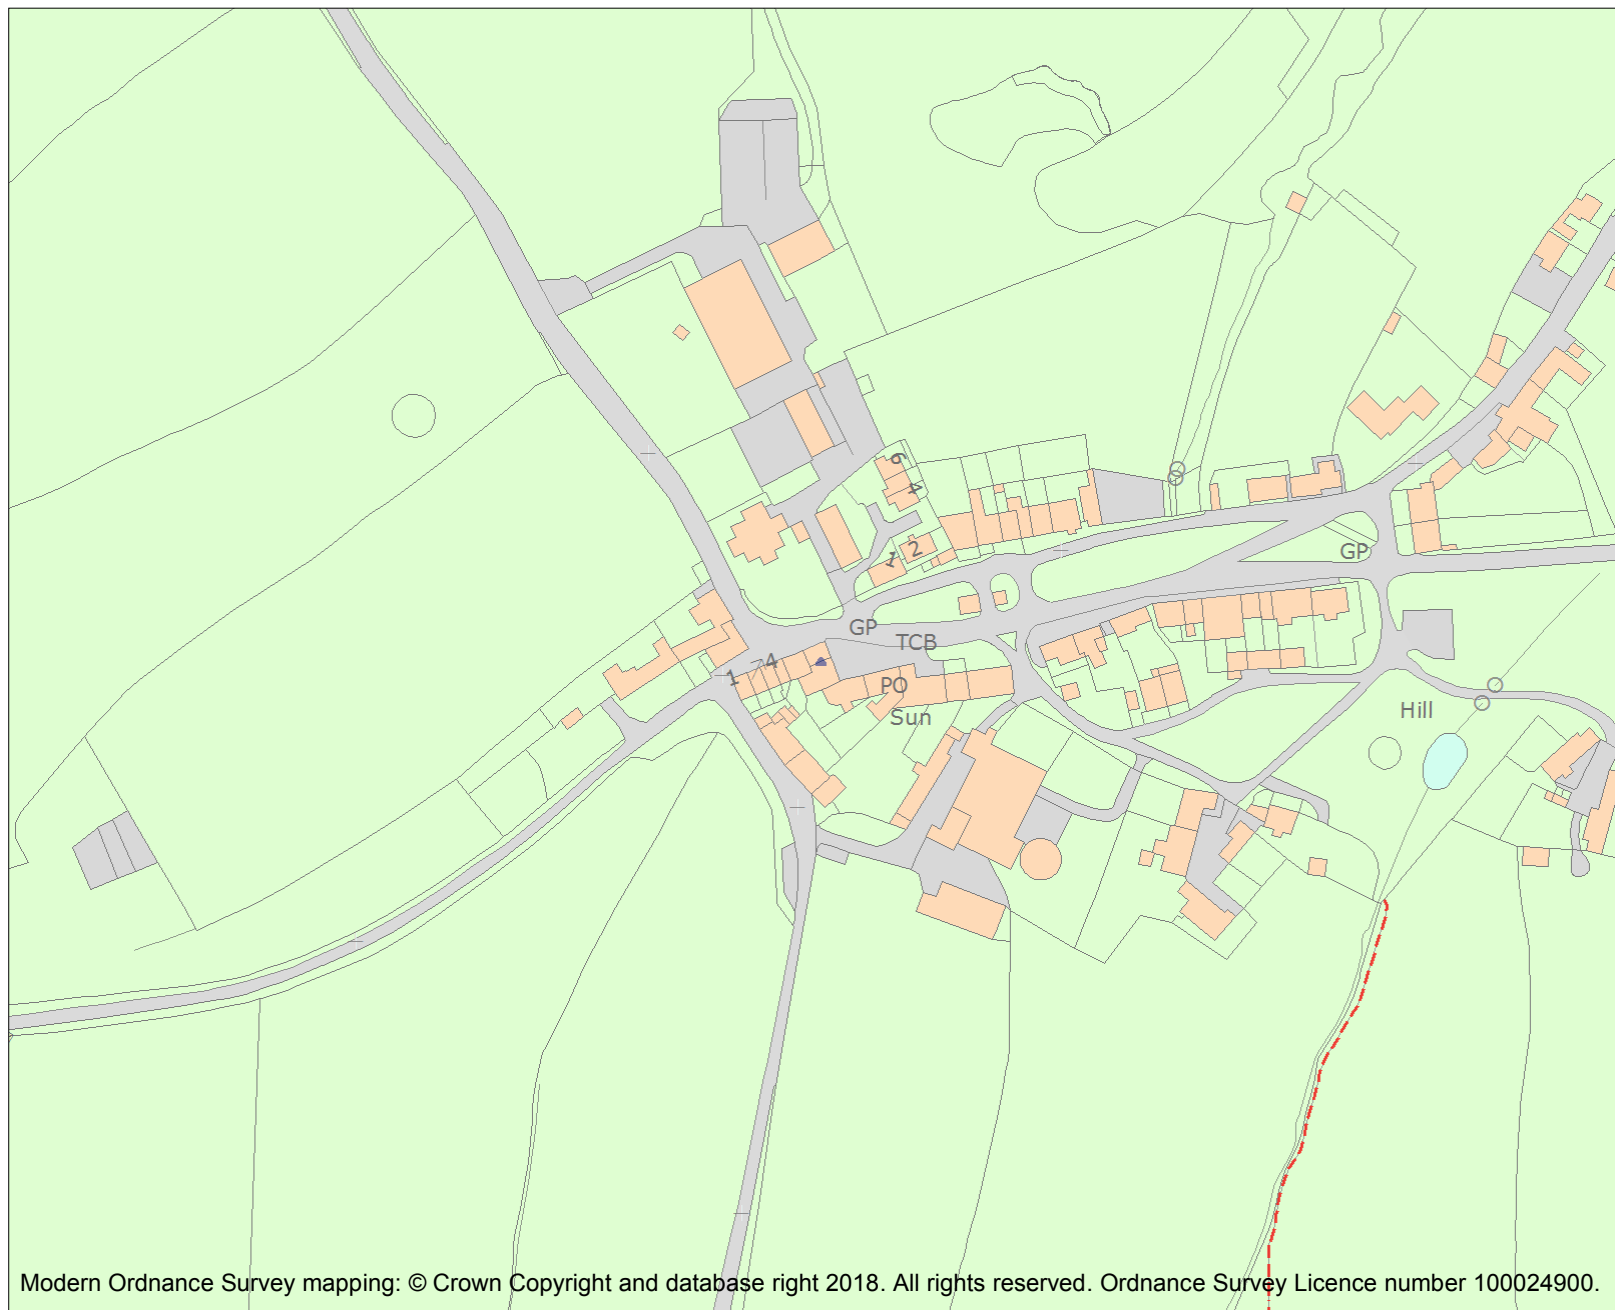 6
4
2
1
GP
GP
TCB
4
1
PO
Sun
Hill
Modern Ordnance Survey mapping: © Crown Copyright and database right 2018. All rights reserved. Ordnance Survey Licence number 100024900.